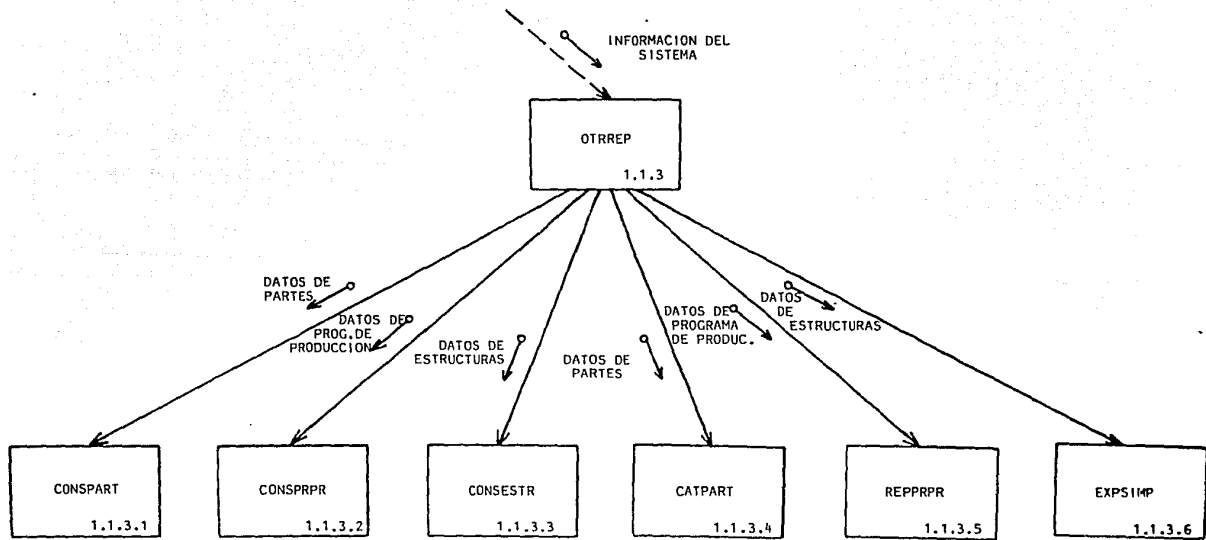 INFORMACION DEL
SISTEMA
OTRREP
1.1.3
DATOS DE
PARTES
DATOS DE
PROG.DE
PRODUCCION
DATOS DE
ESTRUCTURAS
DATOS DE
PARTES
DATOS DE
PROGRAMA
DE PRODUC.
DATOS
DE
ESTRUCTURAS
CONSPART
1.1.3.1
CONSPRPR
1.1.3.2
CONSESTR
1.1.3.3
CATPART
1.1.3.4
REPPRPR
1.1.3.5
EXPSIMP
1.1.3.6